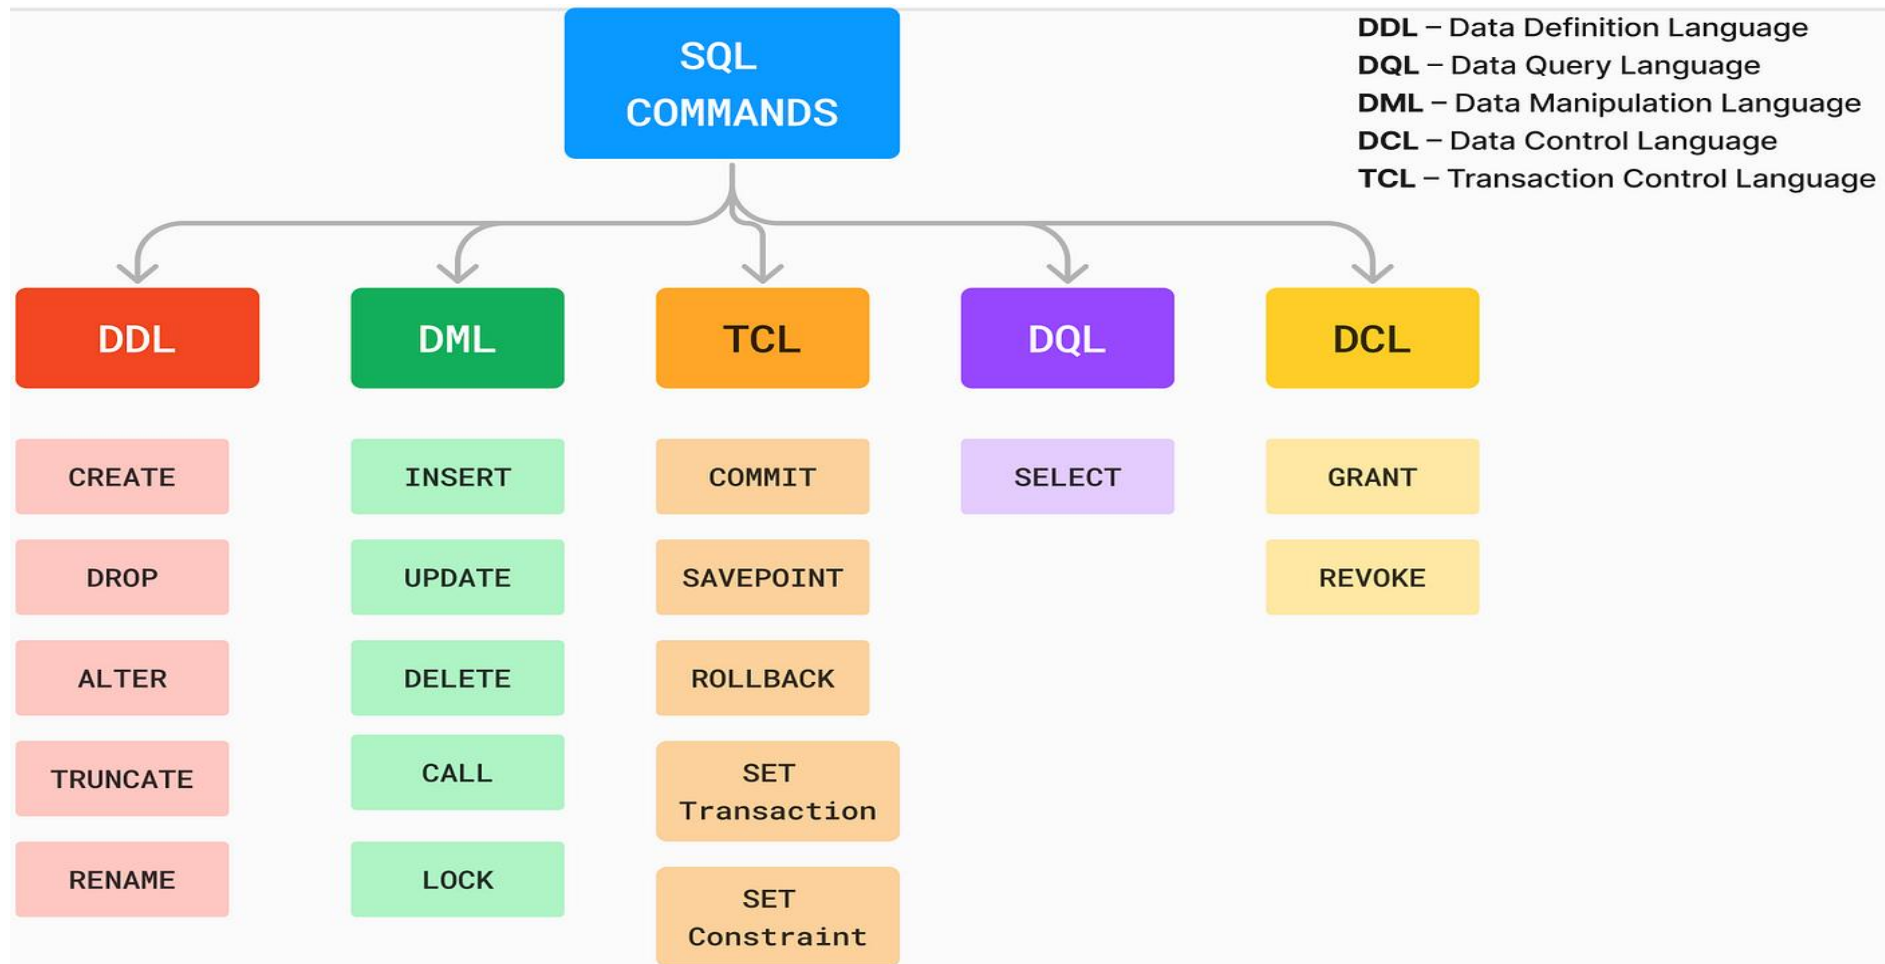 SQL
COMMANDS
DDL – Data Definition Language
DQL – Data Query Language
DML – Data Manipulation Language
DCL – Data Control Language
TCL – Transaction Control Language
DDL
DML
TCL
DQL
DCL
CREATE
INSERT
COMMIT
SELECT
GRANT
DROP
UPDATE
SAVEPOINT
REVOKE
ALTER
DELETE
ROLLBACK
TRUNCATE
CALL
SET
Transaction
RENAME
LOCK
SET
Constraint